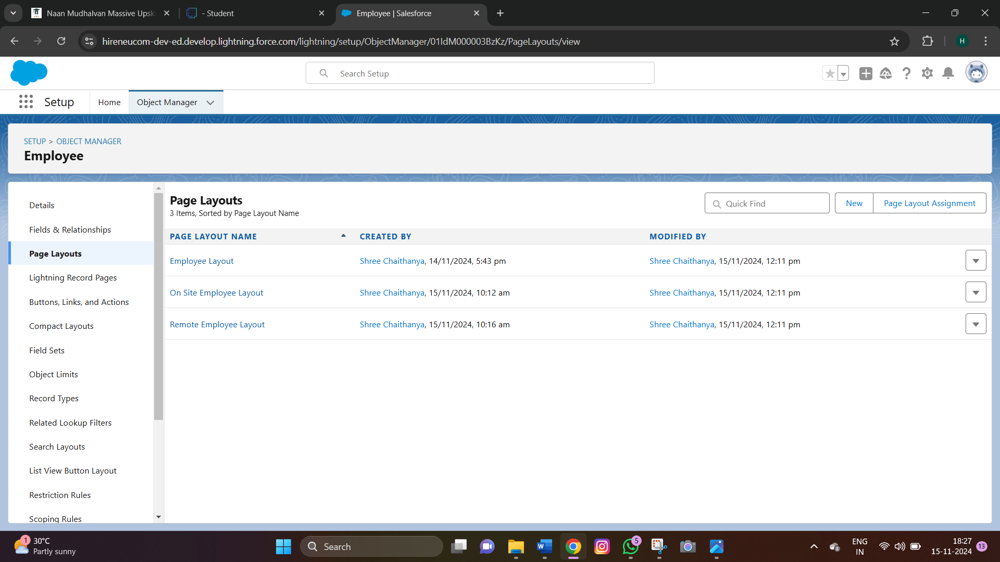 Naan Mudhalvan Massive Upsk
- Student
Employee | Salesforce
hireneucom-dev-ed.develop.lightning.force.com/lightning/setup/ObjectManager/01IdM000003BzKz/PageLayouts/view
H
Search Setup
Setup
Home
Object Manager
SETUP > OBJECT MANAGER
Employee
Details
Fields & Relationships
Page Layouts
Lightning Record Pages
Buttons, Links, and Actions
Compact Layouts
Field Sets
Object Limits
Record Types
Related Lookup Filters
Search Layouts
List View Button Layout
Restriction Rules
Scoping Rules
Page Layouts
3 Items, Sorted by Page Layout Name
Quick Find
New
Page Layout Assignment
PAGE LAYOUT NAME CREATED BY MODIFIED BY
Employee Layout Shree Chaithanya, 14/11/2024, 5:43 pm Shree Chaithanya, 15/11/2024, 12:11 pm
On Site Employee Layout Shree Chaithanya, 15/11/2024, 10:12 am Shree Chaithanya, 15/11/2024, 12:11 pm
Remote Employee Layout Shree Chaithanya, 15/11/2024, 10:16 am Shree Chaithanya, 15/11/2024, 12:11 pm
1
30°C
Partly sunny
Search
5
ENG
IN
18:27
15-11-2024
13